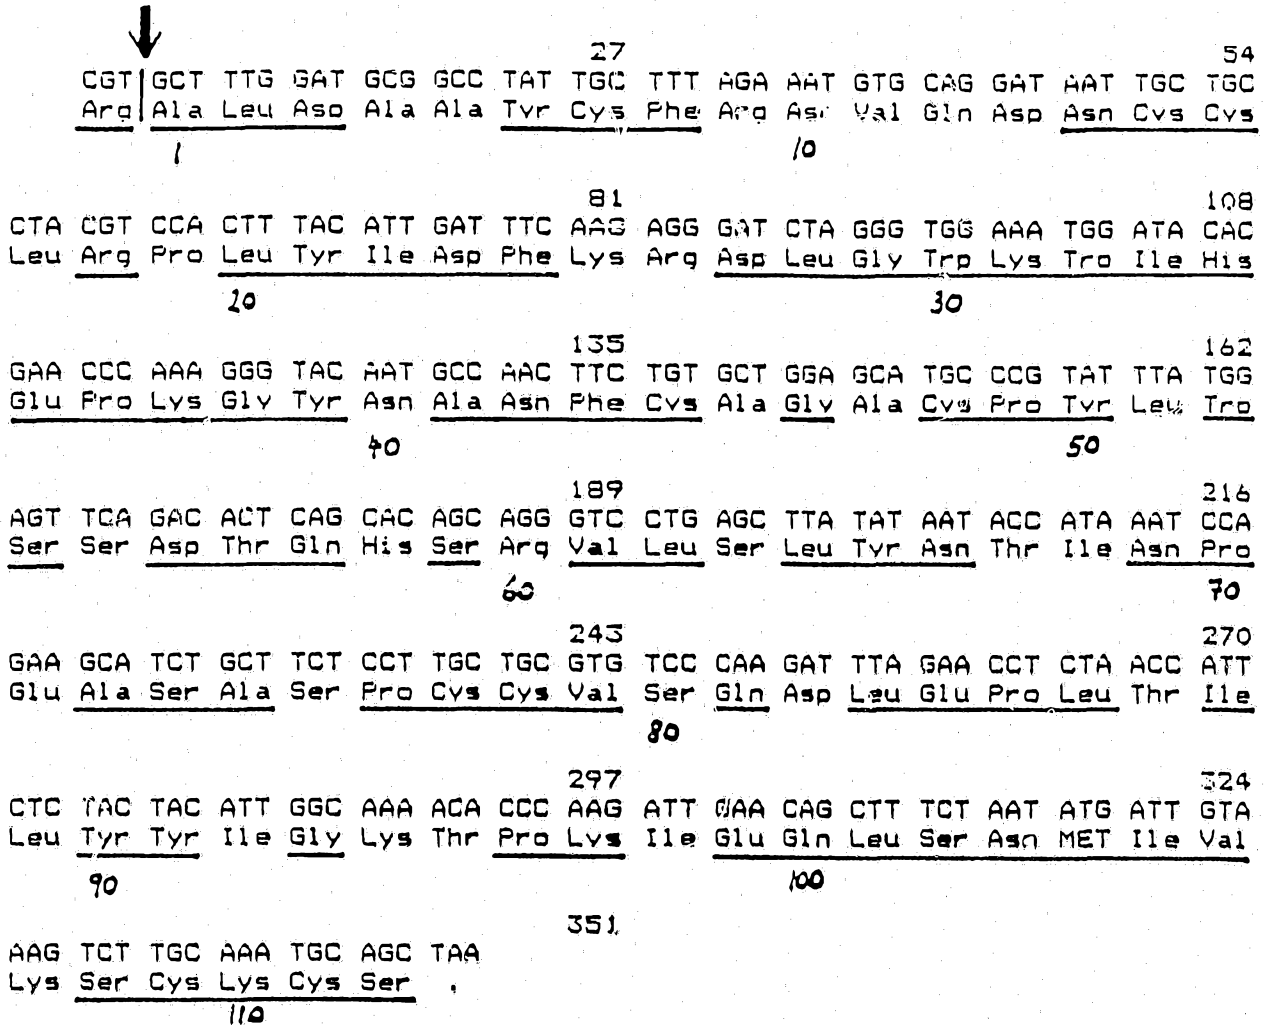 27 54
CGT GCT TTG GAT GCG GCC TAT TGC TTT AGA AAT GTG CAG GAT AAT TGC TGC
Arg Ala Leu Asp Ala Ala Tyr Cys Phe Arg Asn Val Gln Asp Asn Cys Cys
1 10
81 108
CTA CGT CCA CTT TAC ATT GAT TTC AAG AGG GAT CTA GGG TGG AAA TGG ATA CAC
Leu Arg Pro Leu Tyr Ile Asp Phe Lys Arg Asp Leu Gly Trp Lys Trp Ile His
20 30
135 162
GAA CCC AAA GGG TAC AAT GCC AAC TTC TGT GCT GGA GCA TGC CCG TAT TTA TGG
Glu Pro Lys Gly Tyr Asn Ala Asn Phe Cys Ala Gly Ala Cys Pro Tyr Leu Trp
40 50
189 216
AGT TCA GAC ACT CAG CAC AGC AGG GTC CTG AGC TTA TAT AAT ACC ATA AAT CCA
Ser Ser Asp Thr Gln His Ser Arg Val Leu Ser Leu Tyr Asn Thr Ile Asn Pro
60 70
243 270
GAA GCA TCT GCT TCT CCT TGC TGC GTG TCC CAA GAT TTA GAA CCT CTA ACC ATT
Glu Ala Ser Ala Ser Pro Cys Cys Val Ser Gln Asp Leu Glu Pro Leu Thr Ile
80
297 324
CTC TAC TAC ATT GGC AAA ACA CCC AAG ATT GAA CAG CTT TCT AAT ATG ATT GTA
Leu Tyr Tyr Ile Gly Lys Thr Pro Lys Ile Glu Gln Leu Ser Asn MET Ile Val
90 100
351
AAG TCT TGC AAA TGC AGC TAA
Lys Ser Cys Lys Cys Ser .
110